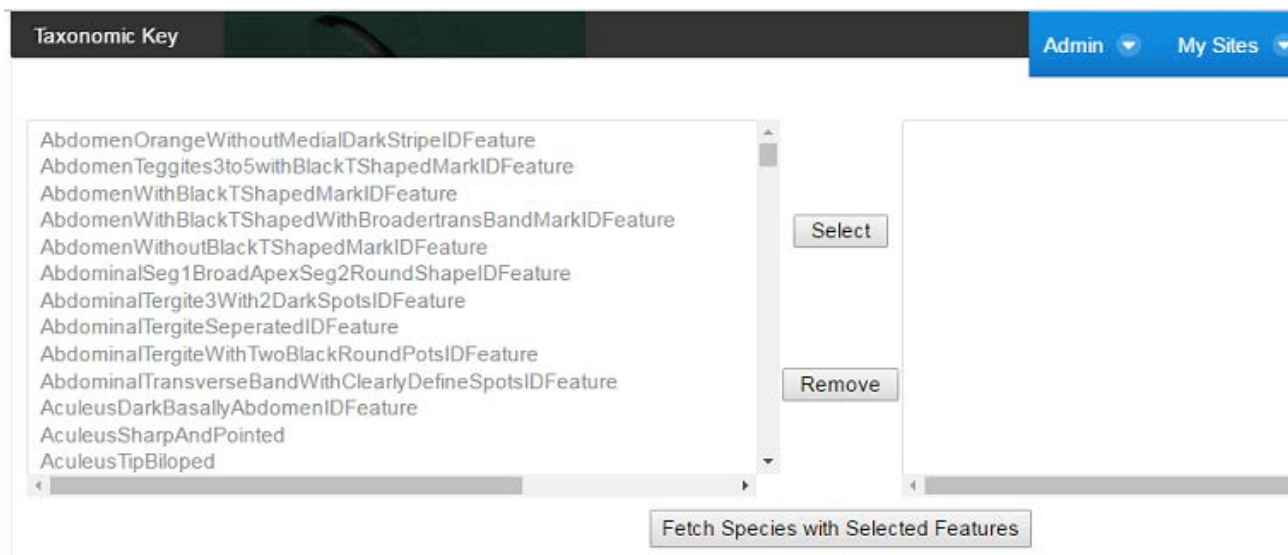 Taxonomic Key
Admin My Sites
AbdomenOrangeWithoutMedialDarkStripeIDFeature
AbdomenTeggites3to5withBlackTShapedMarkIDFeature
AbdomenWithBlackTShapedMarkIDFeature
AbdomenWithBlackTShapedWithBroadertransBandMarkIDFeature
AbdomenWithoutBlackTShapedMarkIDFeature
AbdominalSeg1BroadApexSeg2RoundShapeIDFeature
AbdominalTergite3With2DarkSpotsIDFeature
AbdominalTergiteSeperatedIDFeature
AbdominalTergiteWithTwoBlackRoundPotsIDFeature
AbdominalTransverseBandWithClearlyDefineSpotsIDFeature
AculeusDarkBasallyAbdomenIDFeature
AculeusSharpAndPointed
AculeusTipBiloped
Select
Remove
Fetch Species with Selected Features